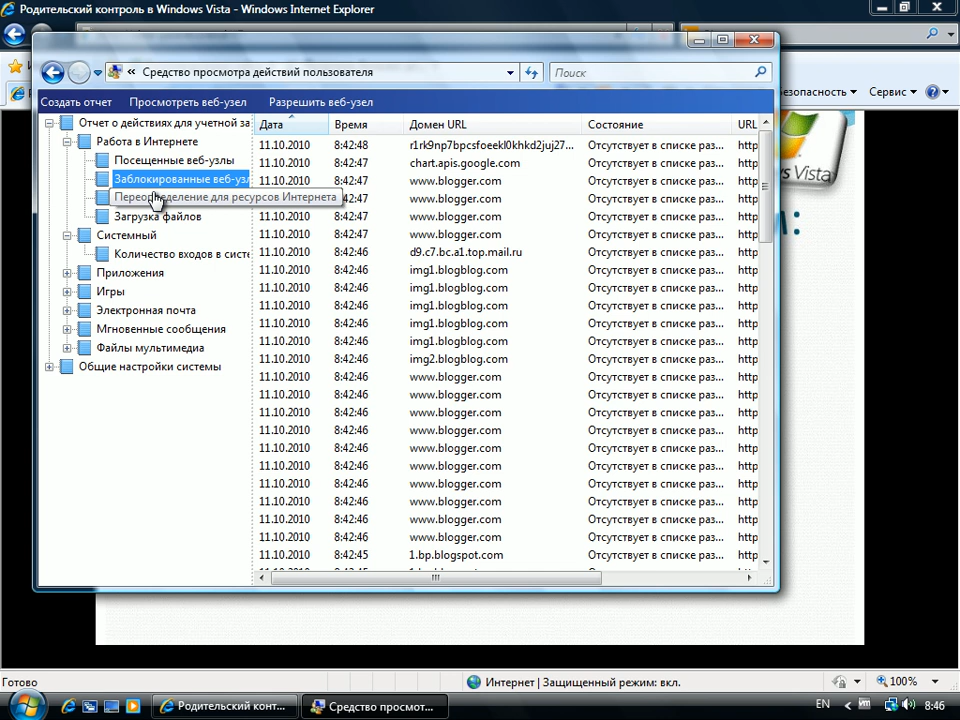 Родительский контроль в Windows Vista - Windows Internet Explorer
Средство просмотра действий пользователя
Поиск
Создать отчет Просмотреть веб-узел Разрешить веб-узел
Безопасность Сервис
Отчет о действиях для учетной за
Работа в Интернете
Посещенные веб-узлы
Заблокированные веб-узл
Переопределение для ресурсов Интернета
Загрузка файлов
Системный
Количество входов в систе
Приложения
Игры
Электронная почта
Мгновенные сообщения
Файлы мультимедиа
Общие настройки системы
Дата Время Домен URL Состояние URL
11.10.2010 8:42:48 r1rk9np7bpcsfoeekl0khkd2juj27... Отсутствует в списке раз... http
11.10.2010 8:42:47 chart.apis.google.com Отсутствует в списке раз... http
11.10.2010 8:42:47 www.blogger.com Отсутствует в списке раз... http
8:42:47 www.blogger.com Отсутствует в списке раз... http
11.10.2010 8:42:47 www.blogger.com Отсутствует в списке раз... http
11.10.2010 8:42:47 www.blogger.com Отсутствует в списке раз... http
11.10.2010 8:42:46 d9.c7.bc.a1.top.mail.ru Отсутствует в списке раз... http
11.10.2010 8:42:46 img1.blogblog.com Отсутствует в списке раз... http
11.10.2010 8:42:46 img1.blogblog.com Отсутствует в списке раз... http
11.10.2010 8:42:46 img1.blogblog.com Отсутствует в списке раз... http
11.10.2010 8:42:46 img1.blogblog.com Отсутствует в списке раз... http
11.10.2010 8:42:46 img1.blogblog.com Отсутствует в списке раз... http
11.10.2010 8:42:46 img2.blogblog.com Отсутствует в списке раз... http
11.10.2010 8:42:46 www.blogger.com Отсутствует в списке раз... http
11.10.2010 8:42:46 www.blogger.com Отсутствует в списке раз... http
11.10.2010 8:42:46 www.blogger.com Отсутствует в списке раз... http
11.10.2010 8:42:46 www.blogger.com Отсутствует в списке раз... http
11.10.2010 8:42:46 www.blogger.com Отсутствует в списке раз... http
11.10.2010 8:42:46 www.blogger.com Отсутствует в списке раз... http
11.10.2010 8:42:46 www.blogger.com Отсутствует в списке раз... http
11.10.2010 8:42:46 www.blogger.com Отсутствует в списке раз... http
11.10.2010 8:42:46 www.blogger.com Отсутствует в списке раз... http
11.10.2010 8:42:46 www.blogger.com Отсутствует в списке раз... http
11.10.2010 8:42:45 1.bp.blogspot.com Отсутствует в списке раз... http
Vista
Готово Интернет | Защищенный режим: вкл. 100%
Родительский конт... Средство просмот... EN 8:46